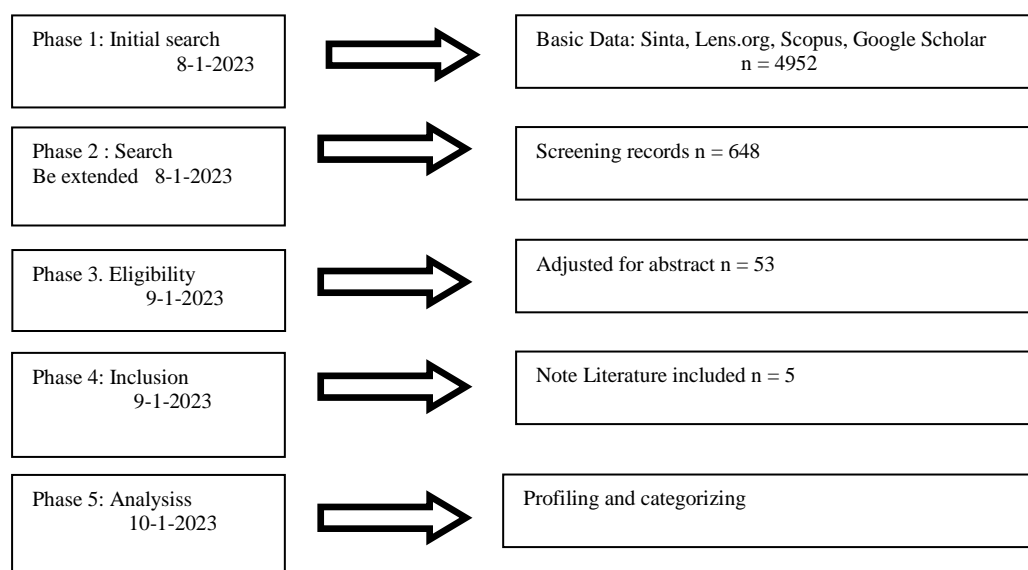 Phase 1: Initial search
8-1-2023
Basic Data: Sinta, Lens.org, Scopus, Google Scholar
n = 4952
Phase 2 : Search
Be extended 8-1-2023
Screening records n = 648
Phase 3. Eligibility
9-1-2023
Adjusted for abstract n = 53
Phase 4: Inclusion
9-1-2023
Note Literature included n = 5
Phase 5: Analysiss
10-1-2023
Profiling and categorizing